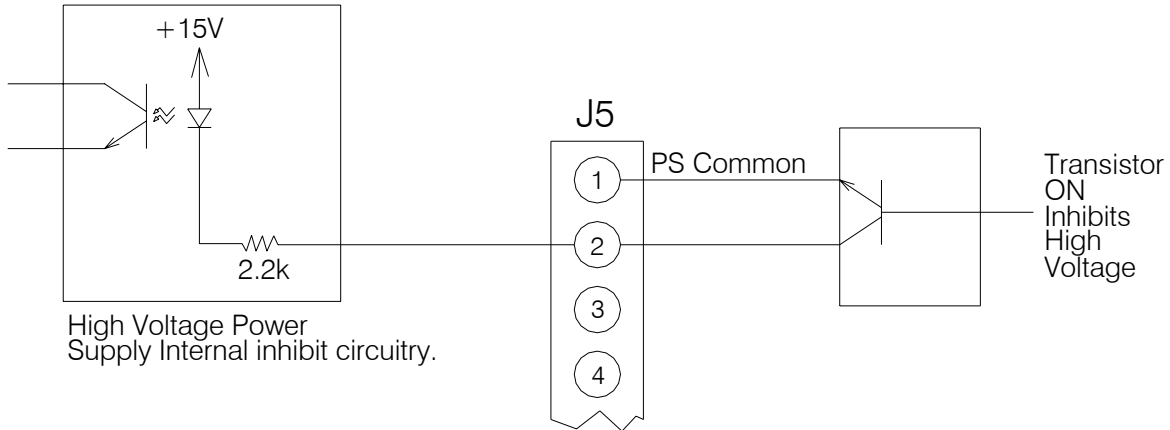 +15V
2.2k
High Voltage Power
Supply Internal inhibit circuitry.
J5
1
PS Common
2
3
4
Transistor
ON
Inhibits
High
Voltage